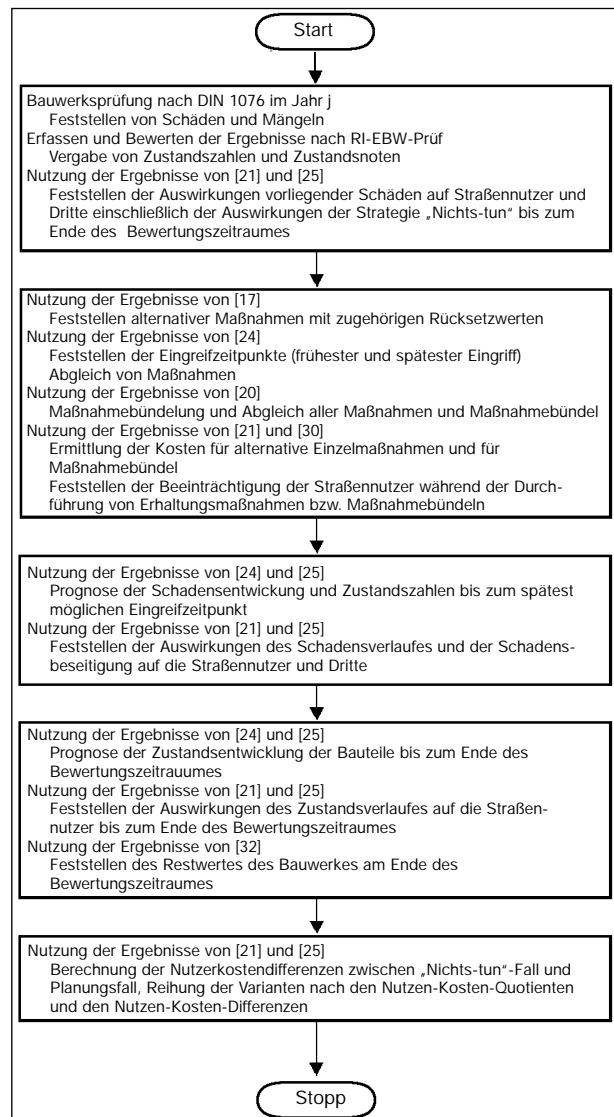 Start
Bauwerksprüfung nach DIN 1076 im Jahr j
Feststellen von Schäden und Mängeln
Erfassen und Bewerten der Ergebnisse nach RI-EBW-Prüf
Vergabe von Zustandszahlen und Zustandsnoten
Nutzung der Ergebnisse von [21] und [25]
Feststellen der Auswirkungen vorliegender Schäden auf Straßennutzer und
Dritte einschließlich der Auswirkungen der Strategie „Nichts-tun“ bis zum
Ende des Bewertungszeitraumes
Nutzung der Ergebnisse von [17]
Feststellen alternativer Maßnahmen mit zugehörigen Rücksetzwerten
Nutzung der Ergebnisse von [24]
Feststellen der Eingreifzeitpunkte (frühester und spätester Eingriff)
Abgleich von Maßnahmen
Nutzung der Ergebnisse von [20]
Maßnahmebündelung und Abgleich aller Maßnahmen und Maßnahmebündel
Nutzung der Ergebnisse von [21] und [30]
Ermittlung der Kosten für alternative Einzelmaßnahmen und für
Maßnahmebündel
Feststellen der Beeinträchtigung der Straßennutzer während der Durch-
führung von Erhaltungsmaßnahmen bzw. Maßnahmebündeln
Nutzung der Ergebnisse von [24] und [25]
Prognose der Schadensentwickung und Zustandszahlen bis zum spätest
möglichen Eingreifzeitpunkt
Nutzung der Ergebnisse von [21] und [25]
Feststellen der Auswirkungen des Schadensverlaufes und der Schadens-
beseitigung auf die Straßennutzer und Dritte
Nutzung der Ergebnisse von [24] und [25]
Prognose der Zustandsentwicklung der Bauteile bis zum Ende des
Bewertungszeitrauumes
Nutzung der Ergebnisse von [21] und [25]
Feststellen der Auswirkungen des Zustandsverlaufes auf die Straßen-
nutzer bis zum Ende des Bewertungszeitraumes
Nutzung der Ergebnisse von [32]
Feststellen des Restwertes des Bauwerkes am Ende des
Bewertungszeitraumes
Nutzung der Ergebnisse von [21] und [25]
Berechnung der Nutzerkostendifferenzen zwischen „Nichts-tun“-Fall und
Planungsfall, Reihung der Varianten nach den Nutzen-Kosten-Quotienten
und den Nutzen-Kosten-Differenzen
Stopp